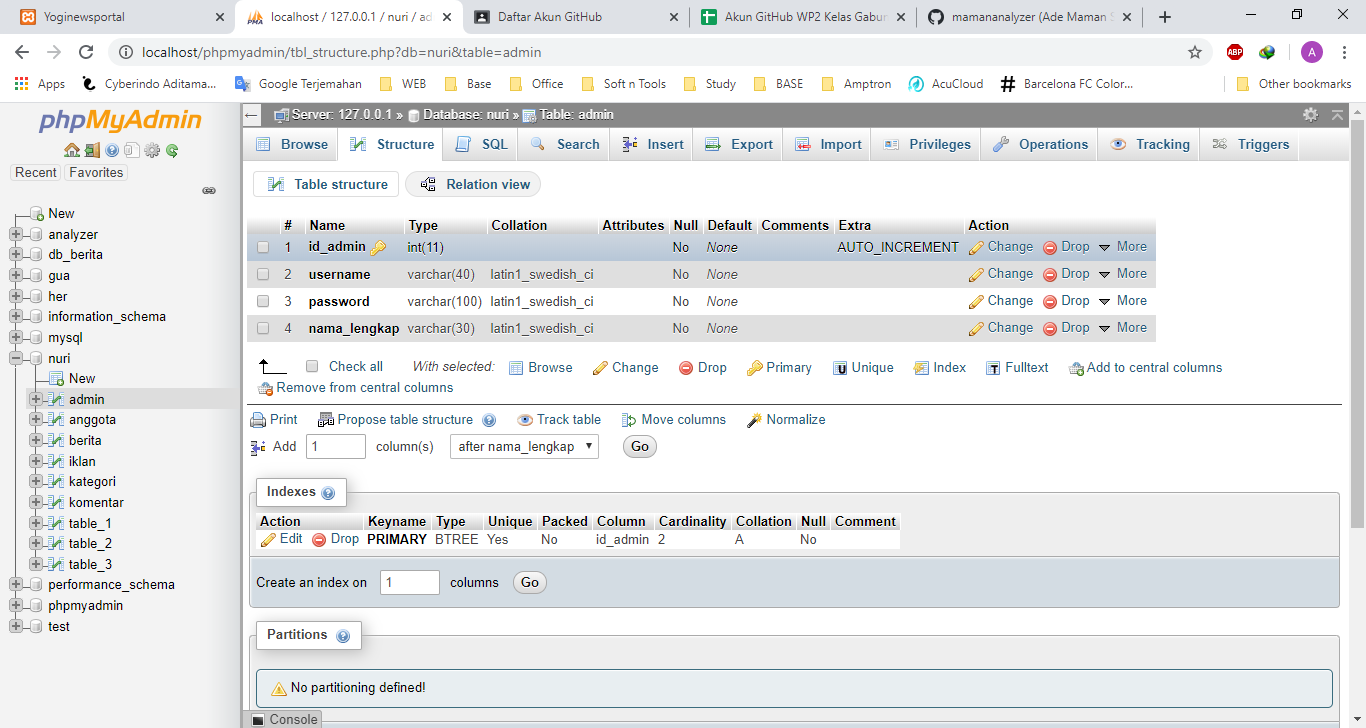 Yoginewsportal
localhost / 127.0.0.1 / nuri / ad
Daftar Akun GitHub
Akun GitHub WP2 Kelas Gabun
mamananalyzer (Ade Maman S
localhost/phpmyadmin/tbl_structure.php?db=nuri&table=admin
ABP
A
Apps
Cyberindo Aditama...
Google Terjemahan
WEB
Base
Office
Soft n Tools
Study
BASE
Amptron
AcuCloud
Barcelona FC Color...
Other bookmarks
phpMyAdmin
Recent
Favorites
New
analyzer
db_berita
gua
her
information_schema
mysql
nuri
New
admin
anggota
berita
iklan
kategori
komentar
table_1
table_2
table_3
performance_schema
phpmyadmin
test
Server: 127.0.0.1 » Database: nuri » Table: admin
Browse Structure SQL Search Insert Export Import Privileges Operations Tracking Triggers
Table structure Relation view
# Name Type Collation Attributes Null Default Comments Extra Action
1 id_admin int(11) No None AUTO_INCREMENT Change Drop More
2 username varchar(40) latin1_swedish_ci No None Change Drop More
3 password varchar(100) latin1_swedish_ci No None Change Drop More
4 nama_lengkap varchar(30) latin1_swedish_ci No None Change Drop More
Check all With selected: Browse Change Drop Primary Unique Index Fulltext Add to central columns
Remove from central columns
Print Propose table structure Track table Move columns Normalize
Add 1 column(s) after nama_lengkap Go
Indexes
Action Keyname Type Unique Packed Column Cardinality Collation Null Comment
Edit Drop PRIMARY BTREE Yes No id_admin 2 A No
Create an index on 1 columns Go
Partitions
No partitioning defined!
Console